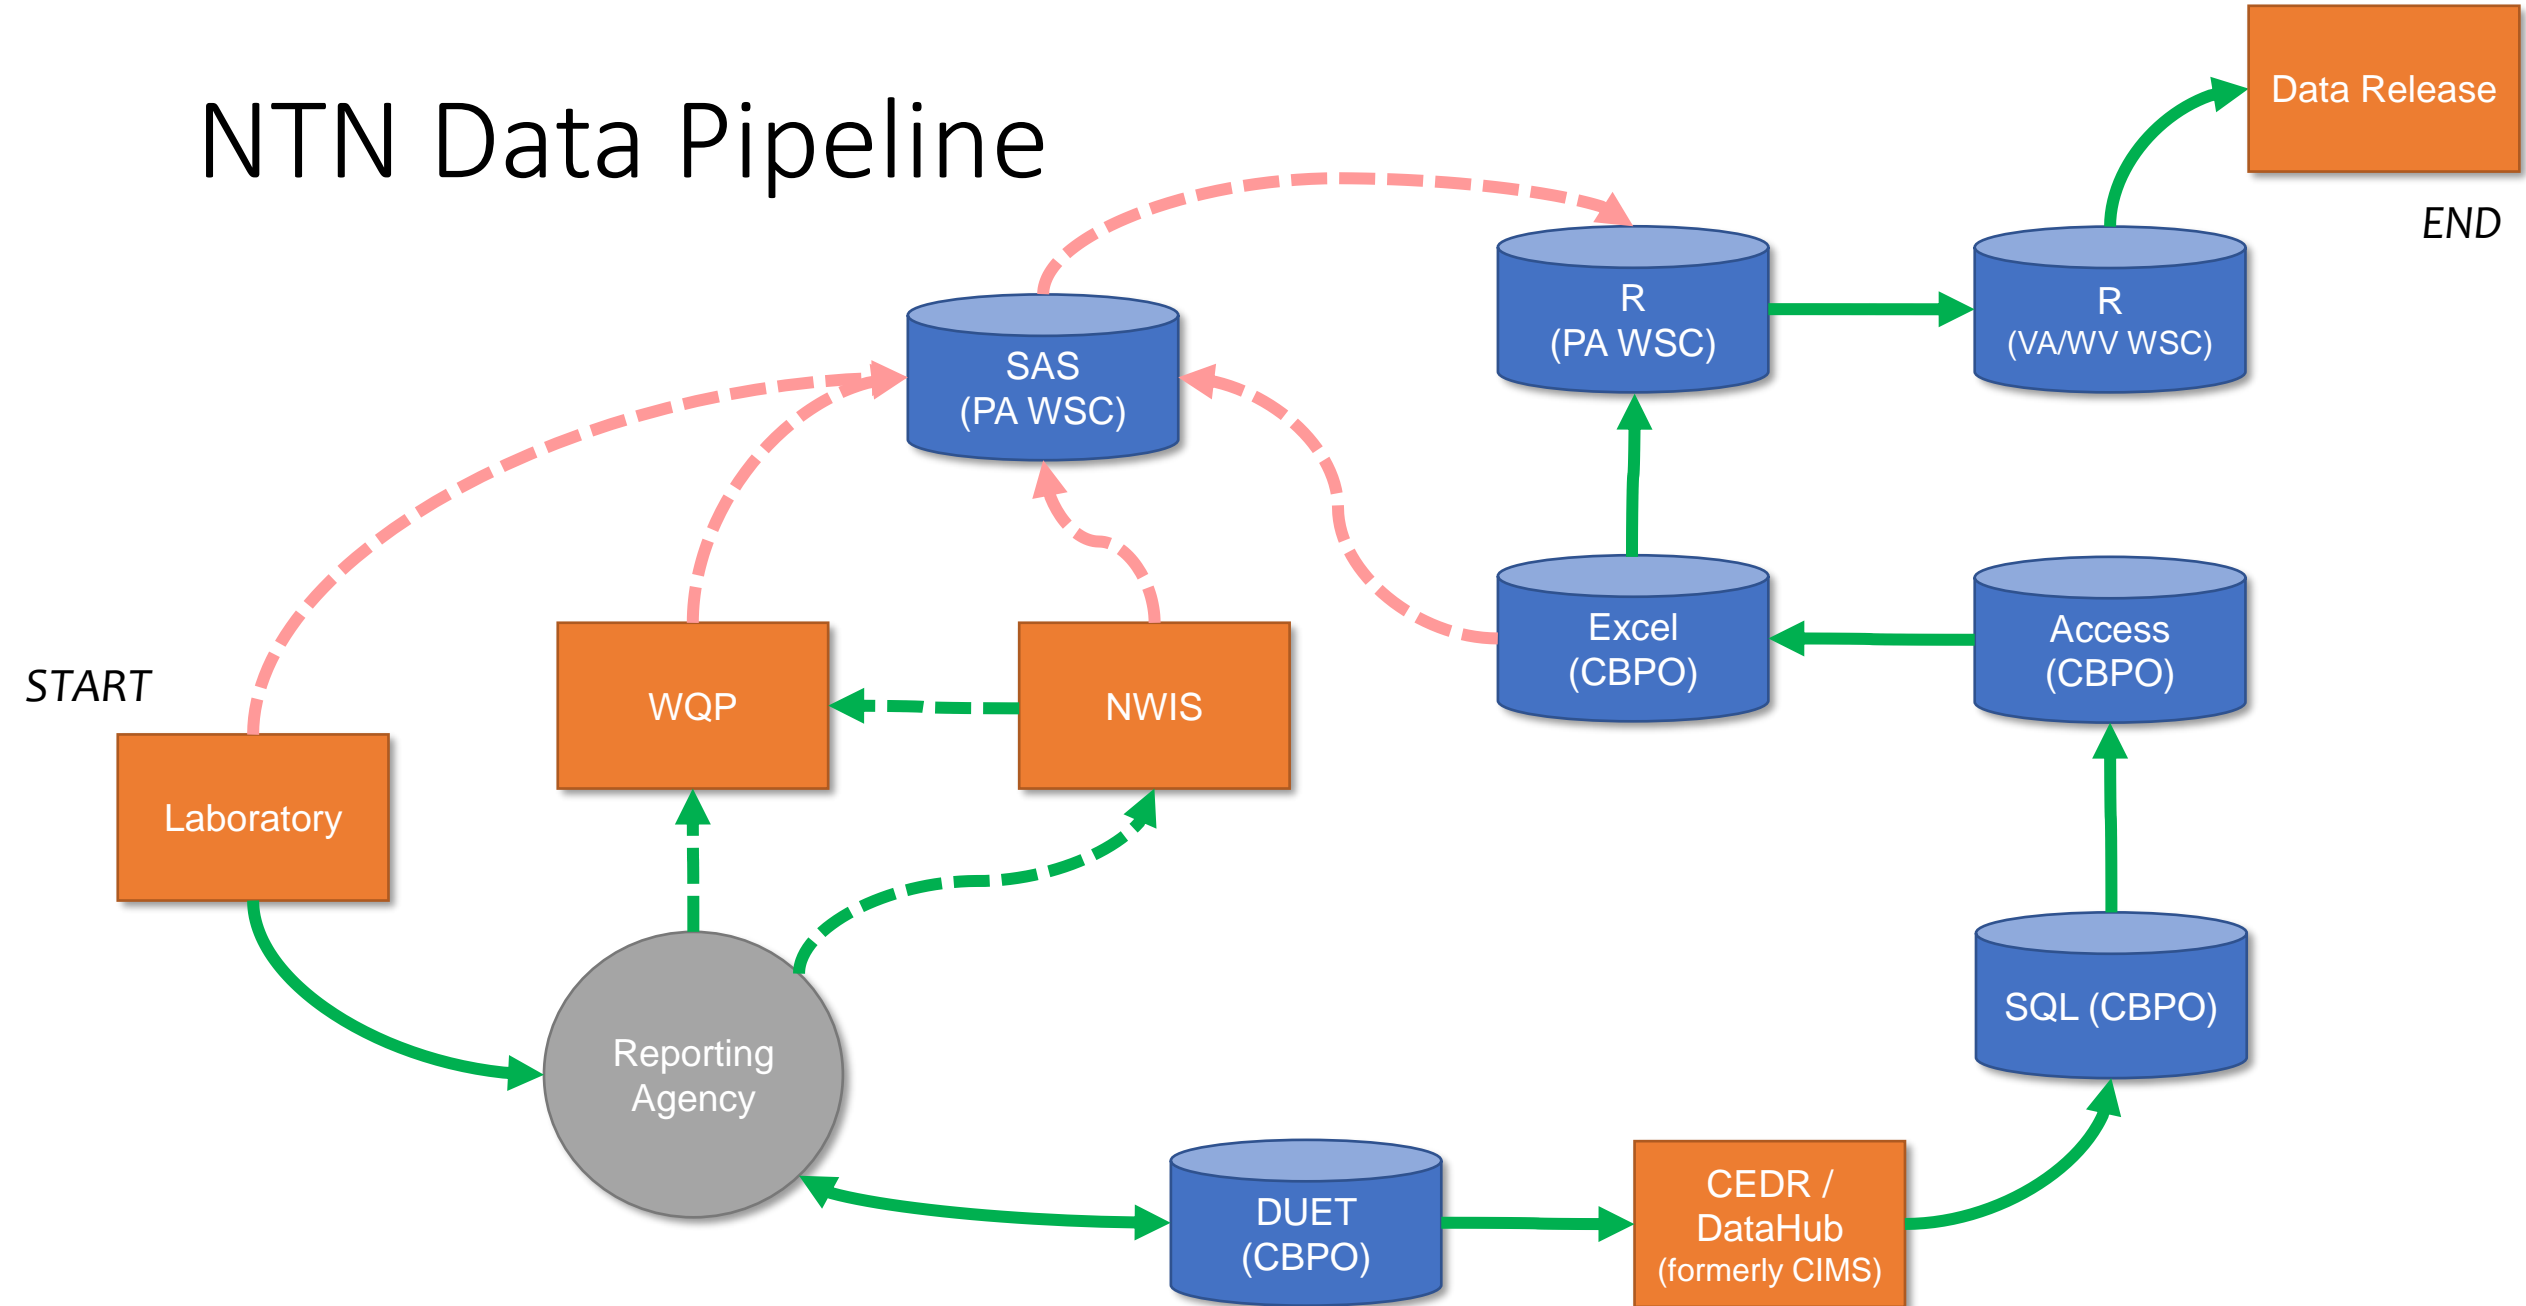 NTN Data Pipeline
Data Release
END
R
(PA WSC)
R
(VA/WV WSC)
SAS
(PA WSC)
Excel
(CBPO)
Access
(CBPO)
START
WQP
NWIS
Laboratory
SQL (CBPO)
Reporting
Agency
DUET
(CBPO)
CEDR /
DataHub
(formerly CIMS)